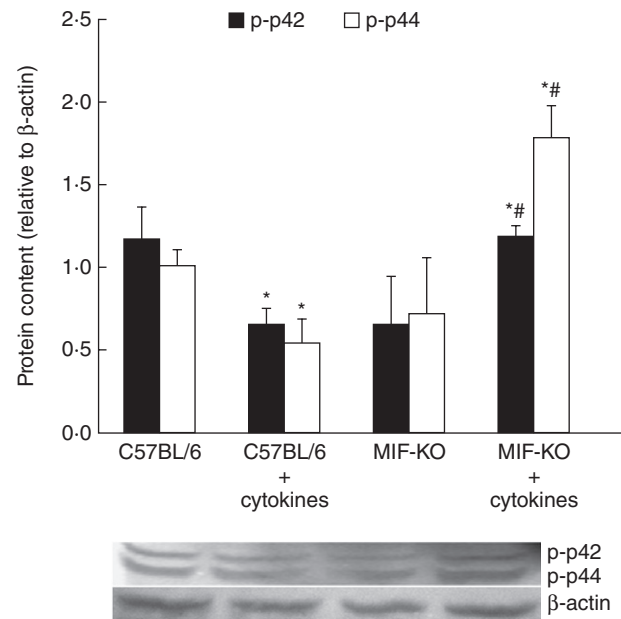 2·5
p-p42
p-p44
Protein content (relative to β-actin)
2·0
*#
1·5
*#
1·0
*
*
0·5
0·0
C57BL/6
C57BL/6
+
cytokines
MIF-KO
MIF-KO
+
cytokines
p-p42
p-p44
β-actin